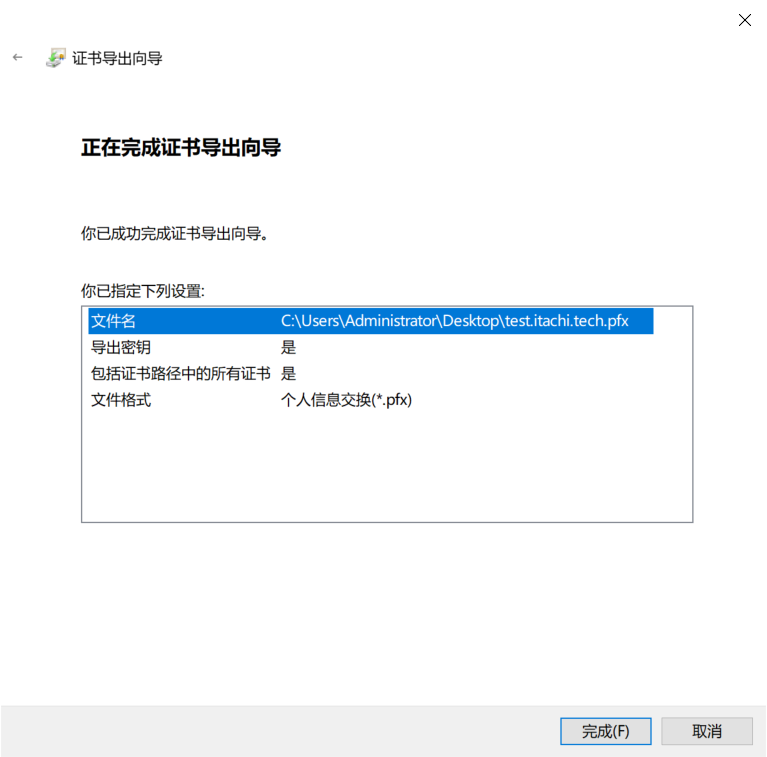 证书导出向导
正在完成证书导出向导
你已成功完成证书导出向导。
你已指定下列设置:
文件名 C:\Users\Administrator\Desktop\test.itachi.tech.pfx
导出密钥 是
包括证书路径中的所有证书 是
文件格式 个人信息交换(*.pfx)
完成(F) 取消